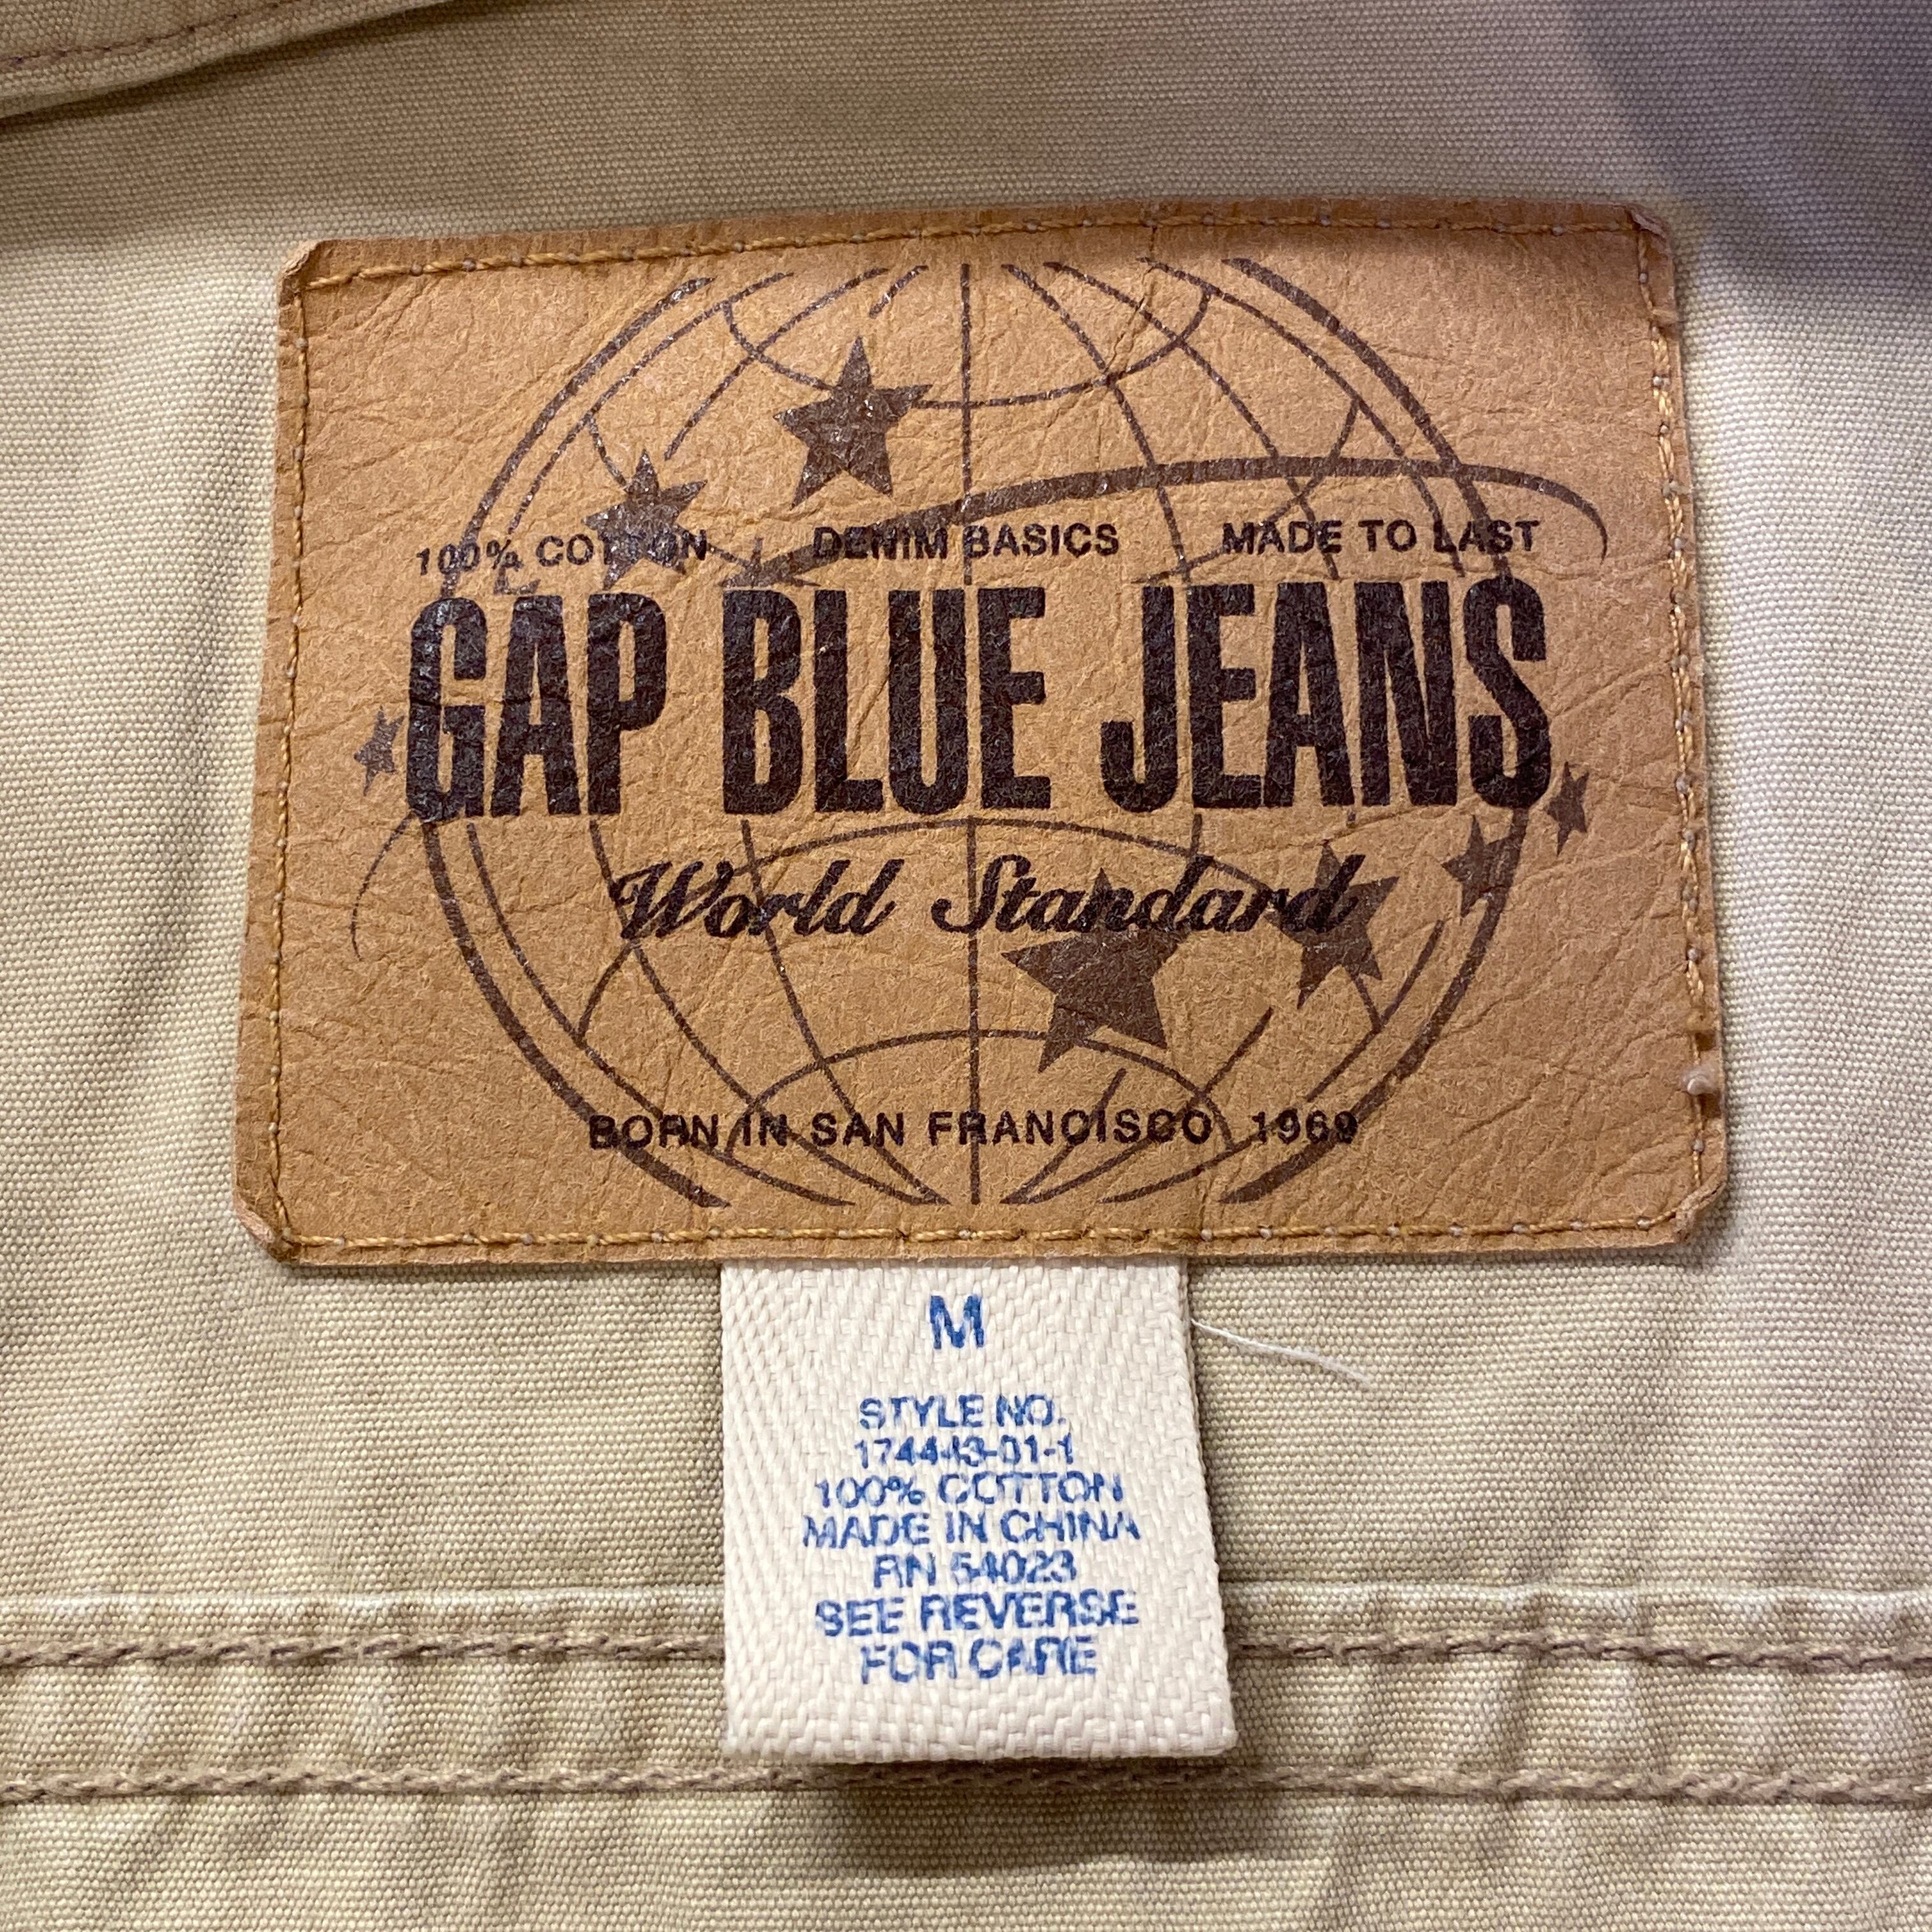 100% COTTON DENIM BASICS MADE TO LAST
GAP BLUE JEANS
World Standard
BORN IN SAN FRANCISCO 1969
M
STYLE NO.
174443-01-1
100% COTTON
MADE IN CHINA
RN 54023
SEE REVERSE
FOR CARE